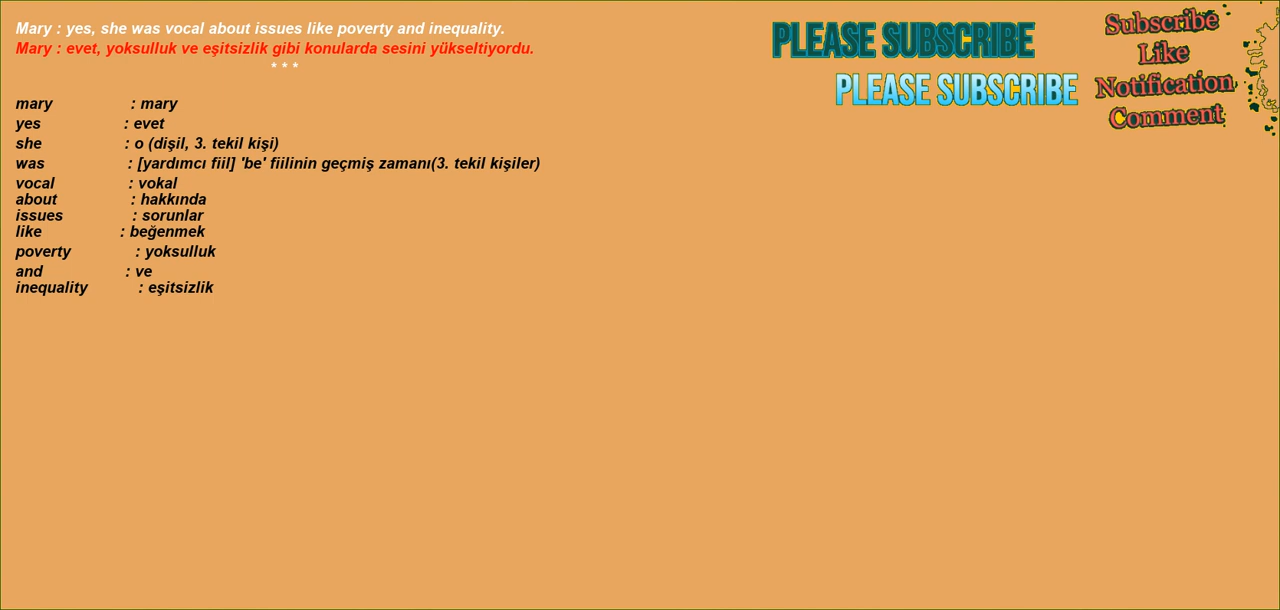 Mary : yes, she was vocal about issues like poverty and inequality.
Mary : evet, yoksulluk ve eşitsizlik gibi konularda sesini yükseltiyordu.
* * *
mary : mary
yes : evet
she : o (dişil, 3. tekil kişi)
was : [yardımcı fiil] 'be' fiilinin geçmiş zamanı(3. tekil kişiler)
vocal : vokal
about : hakkında
issues : sorunlar
like : beğenmek
poverty : yoksulluk
and : ve
inequality : eşitsizlik
PLEASE SUBSCRIBE
PLEASE SUBSCRIBE
Subscribe
Like
Notification
Comment